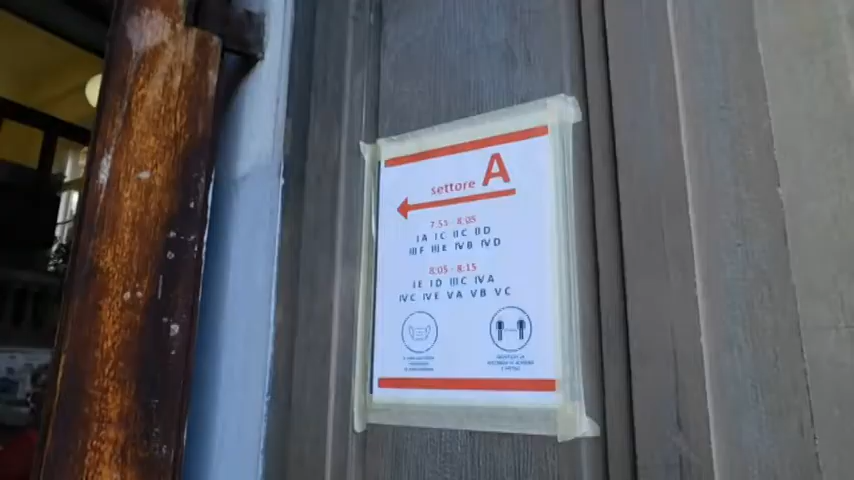 settore A
7:55 - 8:05
IA IC IIC IID
IIIF IIIE IVB IVD
8:05 - 8:15
IE ID IIIC IVA
IVC IVE VA VB VC